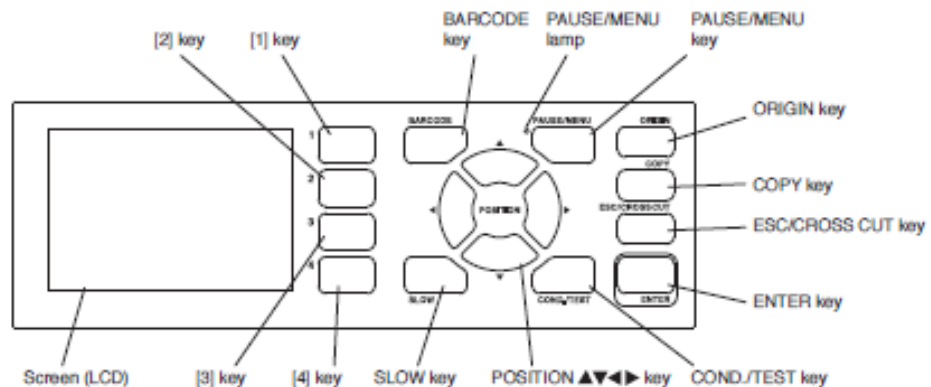 BARCODE key
PAUSE/MENU lamp
PAUSE/MENU key
[2] key
[1] key
ORIGIN key
BARCODE
PAUSE/MENU
ORIGIN
1
COPY
2
COPY key
ESC/CROSSCUT
POSITION
3
ESC/CROSS CUT key
4
SLOW
COND./TEST
ENTER
ENTER key
Screen (LCD)
[3] key
[4] key
SLOW key
POSITION ▲▼◀▶ key
COND./TEST key